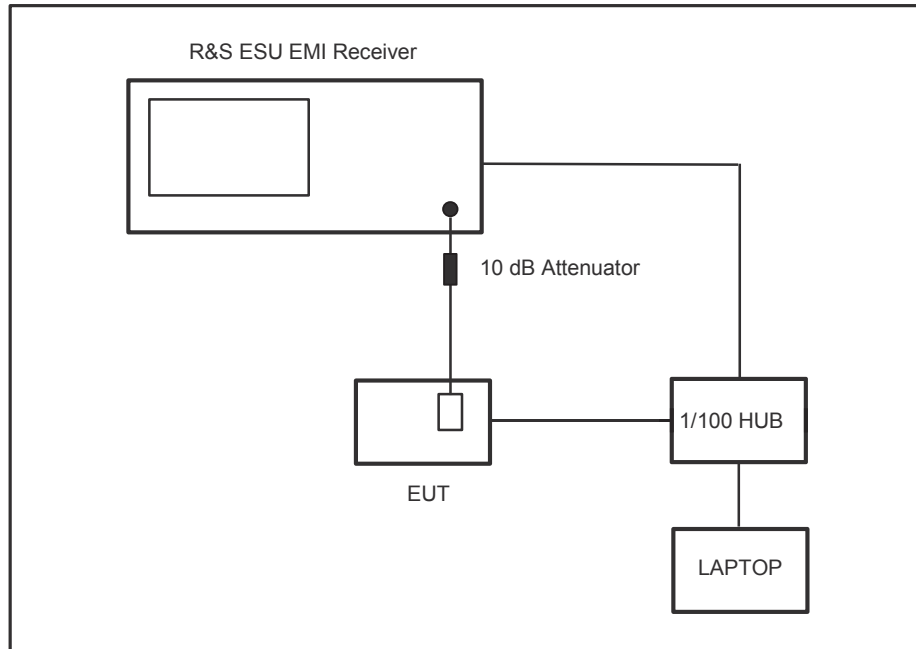 R&S ESU EMI Receiver
10 dB Attenuator
1/100 HUB
EUT
LAPTOP